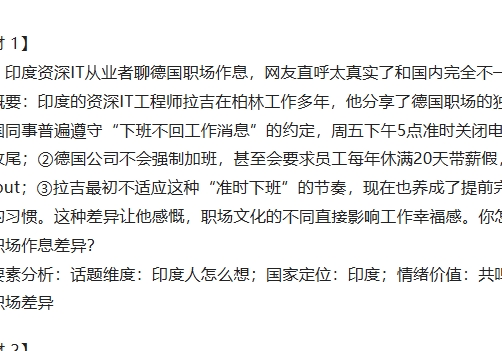 材 1】
印度资深IT从业者聊德国职场作息，网友直呼太真实了和国内完全不一
概要：印度的资深IT工程师拉吉在柏林工作多年，他分享了德国职场的独
国同事普遍遵守“下班不回工作消息”的约定，周五下午5点准时关闭电
收尾；②德国公司不会强制加班，甚至会要求员工每年休满20天带薪假，
out；③拉吉最初不适应这种“准时下班”的节奏，现在也养成了提前完
的习惯。这种差异让他感慨，职场文化的不同直接影响工作幸福感。你怎
职场作息差异？
要素分析：话题维度：印度人怎么想；国家定位：印度；情绪价值：共鸣
职场差异